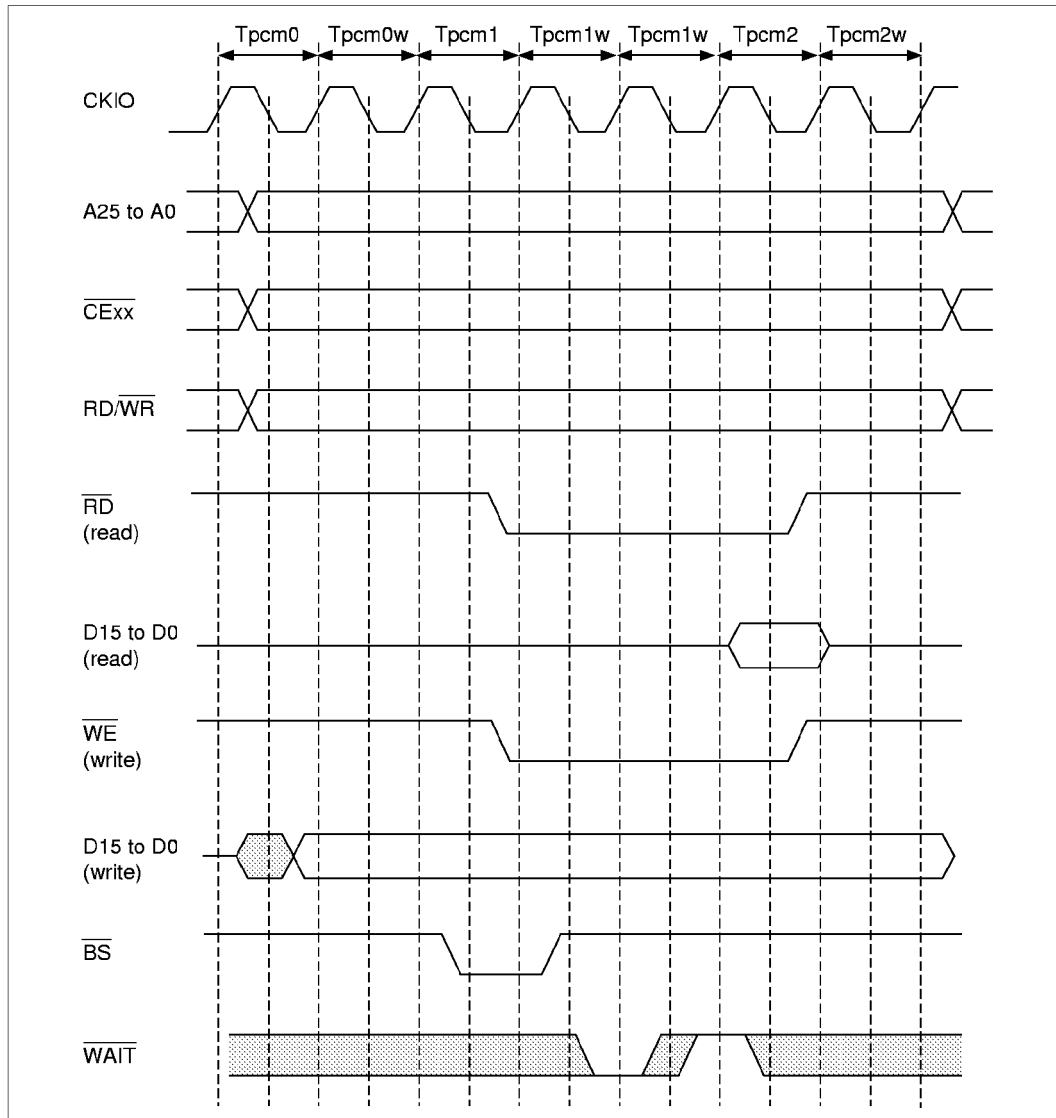 Tpcm0 Tpcm0w Tpcm1 Tpcm1w Tpcm1w Tpcm2 Tpcm2w
CKIO
A25 to A0
CExx
RD/WR
RD
(read)
D15 to D0
(read)
WE
(write)
D15 to D0
(write)
BS
WAIT